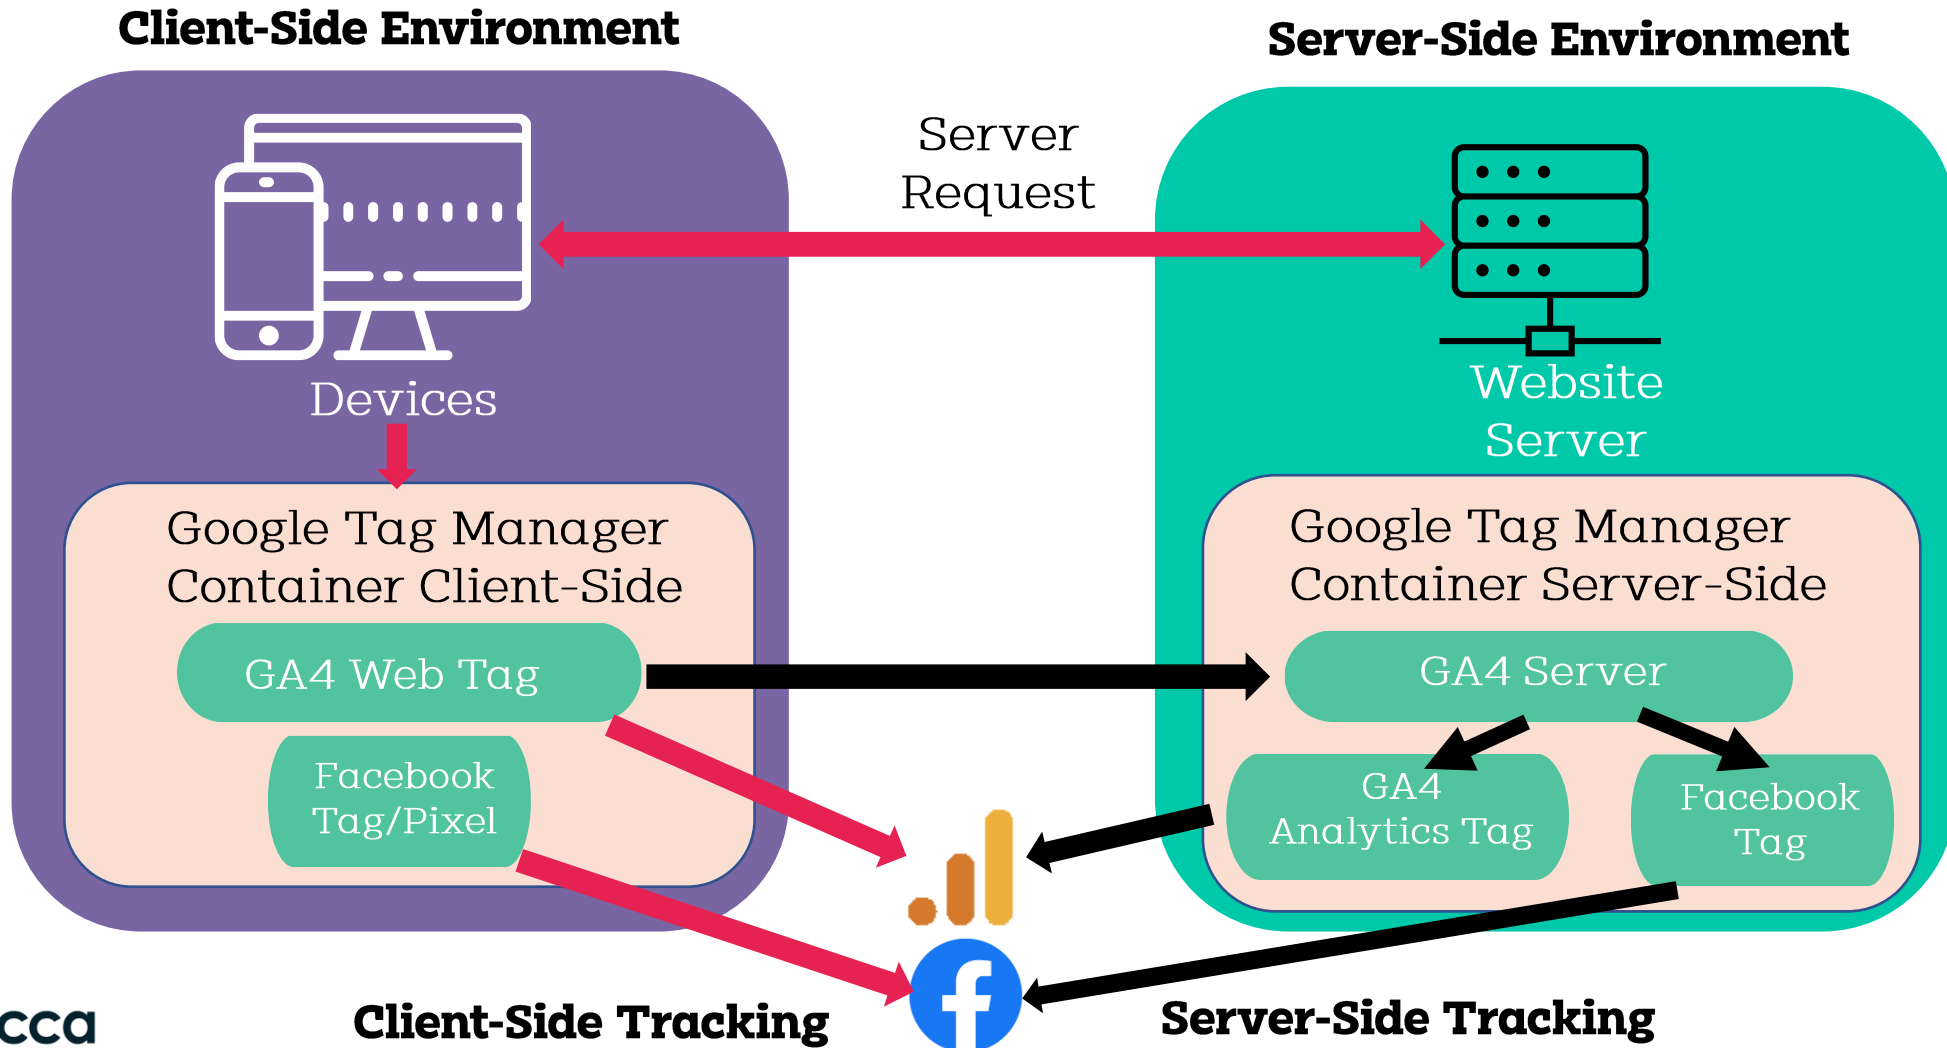 Client-Side Environment
Server-Side Environment
Server
Request
Devices
Website
Server
Google Tag Manager
Container Client-Side
GA4 Web Tag
Facebook
Tag/Pixel
Google Tag Manager
Container Server-Side
GA4 Server
GA4
Analytics Tag
Facebook
Tag
Client-Side Tracking
Server-Side Tracking